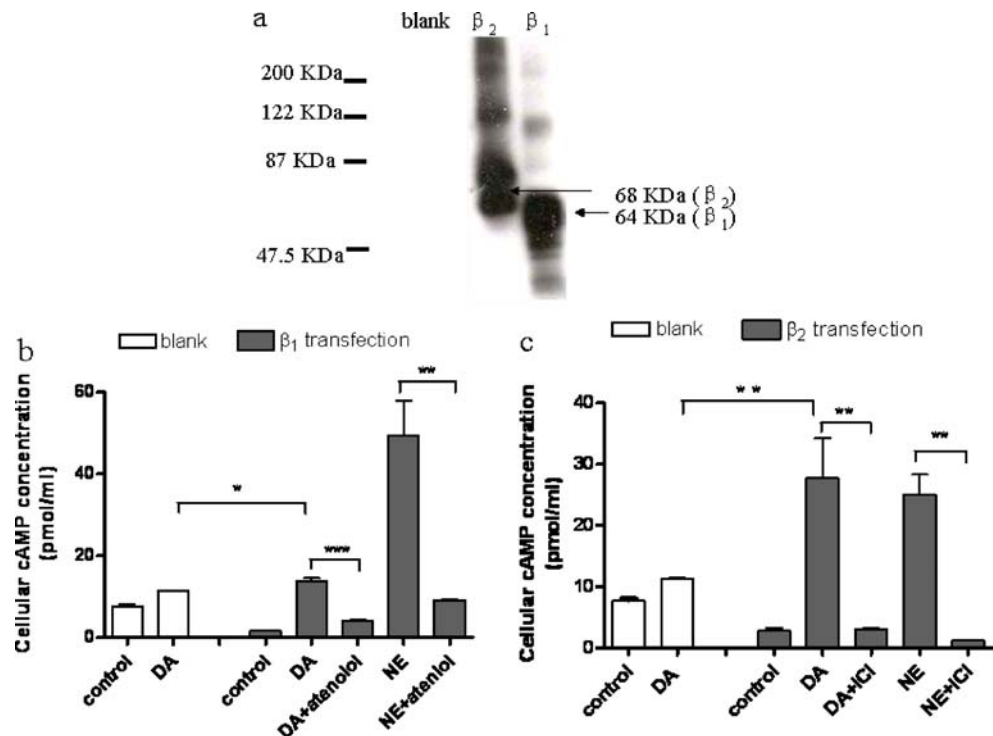 a
blank β2 β1
200 KDa
122 KDa
87 KDa
47.5 KDa
68 KDa (β2)
64 KDa (β1)
b
blank β1 transfection
Cellular cAMP concentration
(pmol/ml)
60
40
20
0
*
***
**
control DA control DA DA+atenolol NE NE+atenlol
c
blank β2 transfection
Cellular cAMP concentration
(pmol/ml)
40
30
20
10
0
* *
**
**
control DA control DA DA+ICI NE NE+ICI